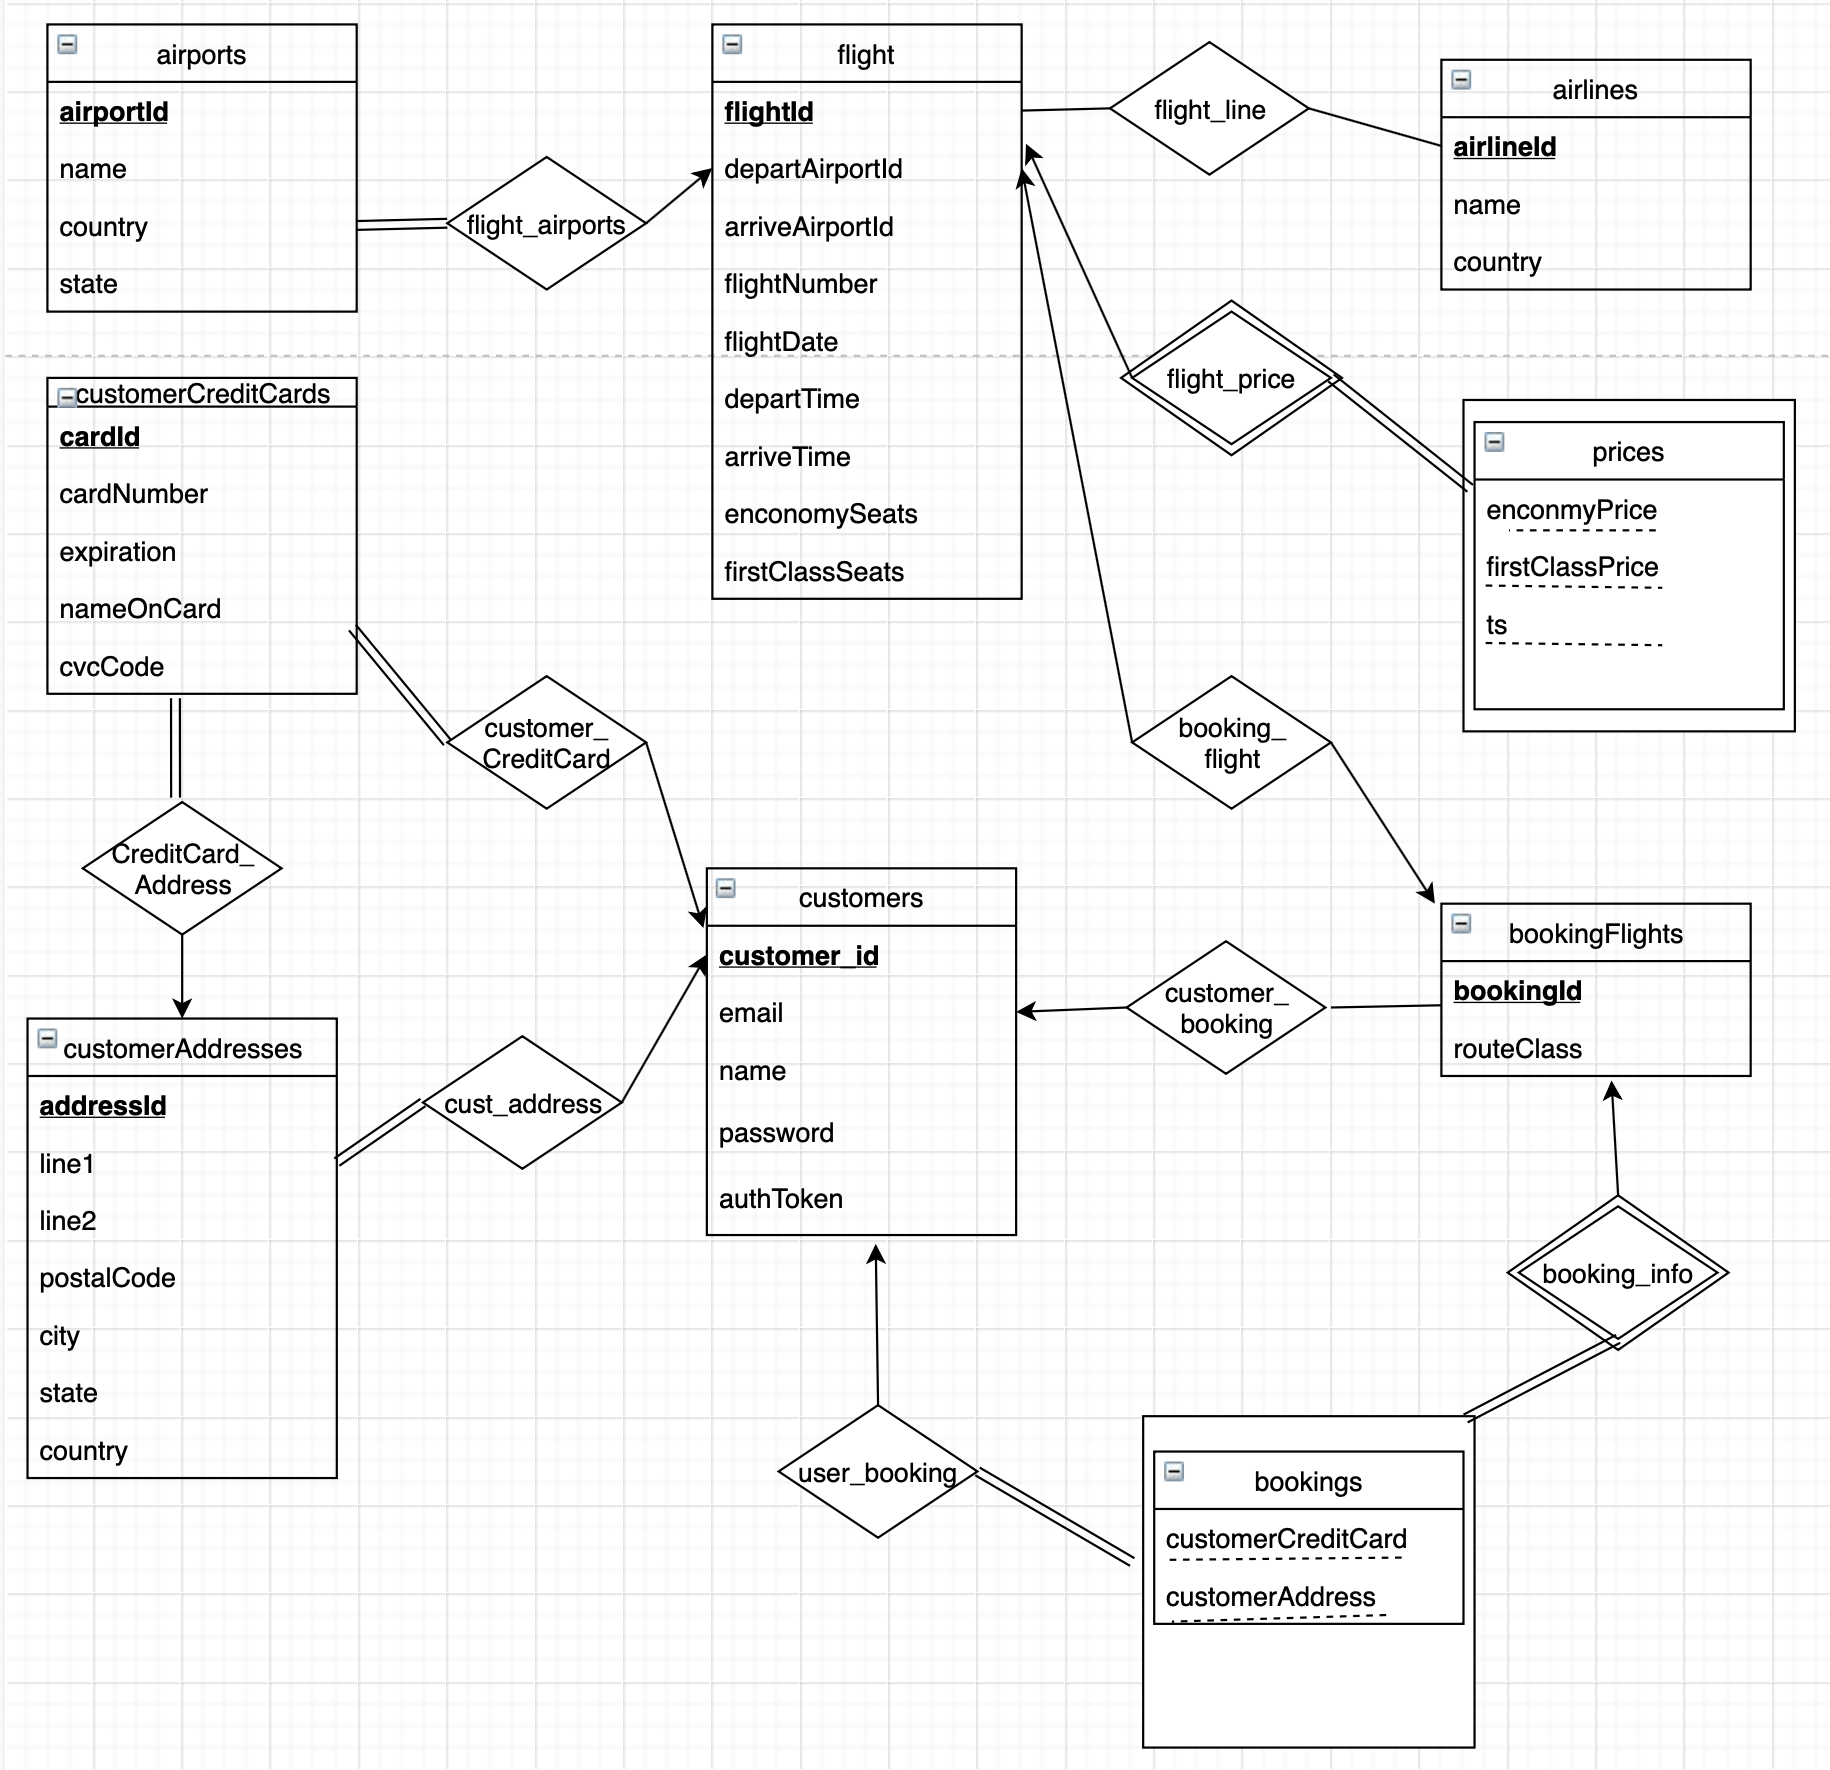 airports
airportId
name
country
state
flight_airports
flight
flightId
departAirportId
arriveAirportId
flightNumber
flightDate
departTime
arriveTime
enconomySeats
firstClassSeats
flight_line
airlines
airlineId
name
country
flight_price
prices
enconmyPrice
firstClassPrice
ts
customerCreditCards
cardId
cardNumber
expiration
nameOnCard
cvcCode
customer_
CreditCard
booking_
flight
CreditCard_
Address
customers
customer_id
email
name
password
authToken
customer_
booking
bookingFlights
bookingId
routeClass
customerAddresses
addressId
line1
line2
postalCode
city
state
country
cust_address
booking_info
user_booking
bookings
customerCreditCard
customerAddress